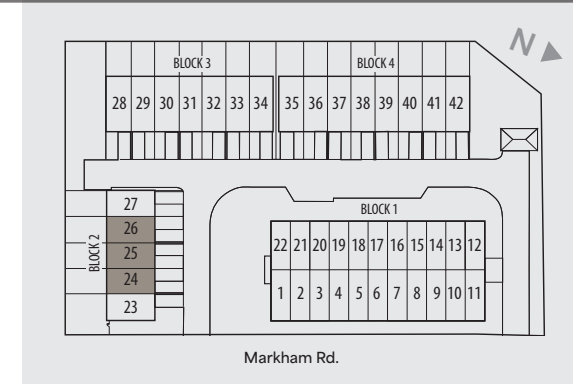 N
BLOCK 3 BLOCK 4
28 29 30 31 32 33 34 35 36 37 38 39 40 41 42
27
BLOCK 1
26
BLOCK 2
25
22 21 20 19 18 17 16 15 14 13 12
24
1 2 3 4 5 6 7 8 9 10 11
23
Markham Rd.